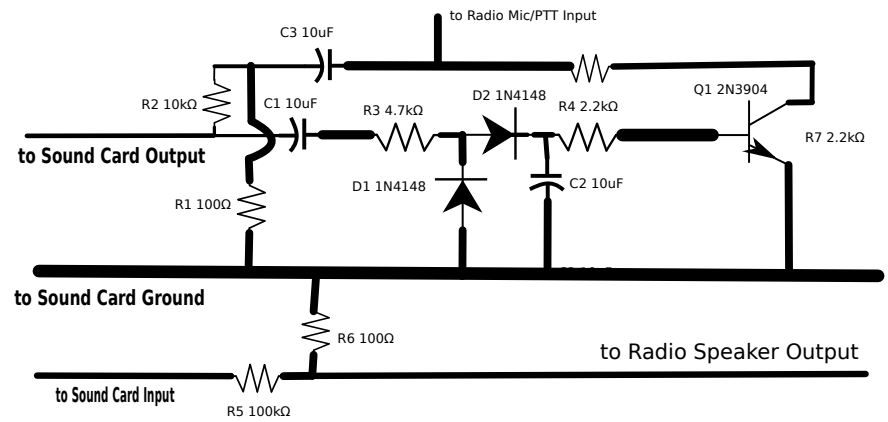 to Radio Mic/PTT Input
C3 10uF
R2 10kΩ
C1 10uF
R3 4.7kΩ
D2 1N4148
R4 2.2kΩ
Q1 2N3904
R7 2.2kΩ
to Sound Card Output
D1 1N4148
C2 10uF
R1 100Ω
to Sound Card Ground
R6 100Ω
to Radio Speaker Output
to Sound Card Input
R5 100kΩ